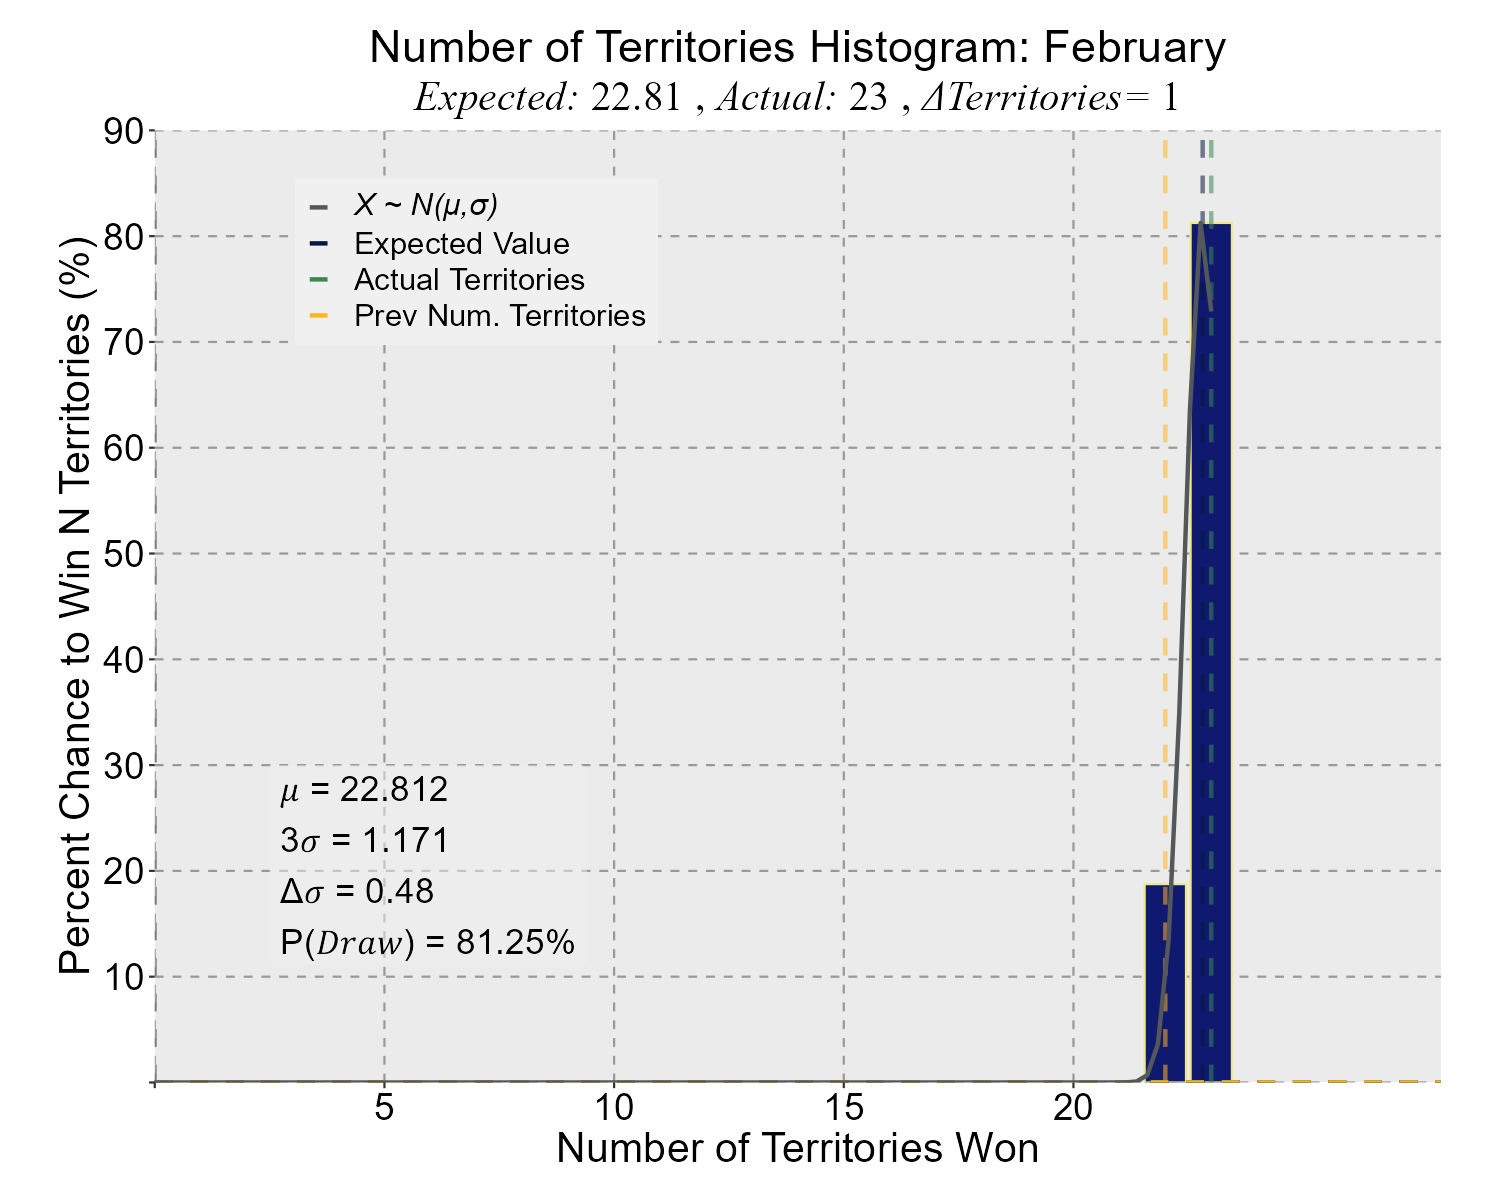 Number of Territories Histogram: February
Expected: 22.81 , Actual: 23 , ΔTerritories= 1
Percent Chance to Win N Territories (%)
90
80
70
60
50
40
30
20
10
X ~ N(μ,σ)
Expected Value
Actual Territories
Prev Num. Territories
μ = 22.812
3σ = 1.171
Δσ = 0.48
P(Draw) = 81.25%
5 10 15 20
Number of Territories Won